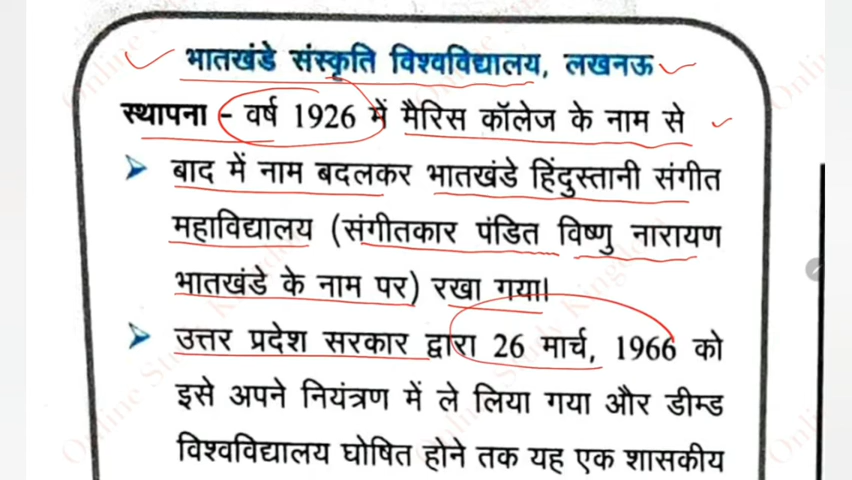 भातखंडे संस्कृति विश्वविद्यालय, लखनऊ
स्थापना - वर्ष 1926 में मैरिस कॉलेज के नाम से
बाद में नाम बदलकर भातखंडे हिंदुस्तानी संगीत
महाविद्यालय (संगीतकार पंडित विष्णु नारायण
भातखंडे के नाम पर) रखा गया।
उत्तर प्रदेश सरकार द्वारा 26 मार्च, 1966 को
इसे अपने नियंत्रण में ले लिया गया और डीम्ड
विश्वविद्यालय घोषित होने तक यह एक शासकीय